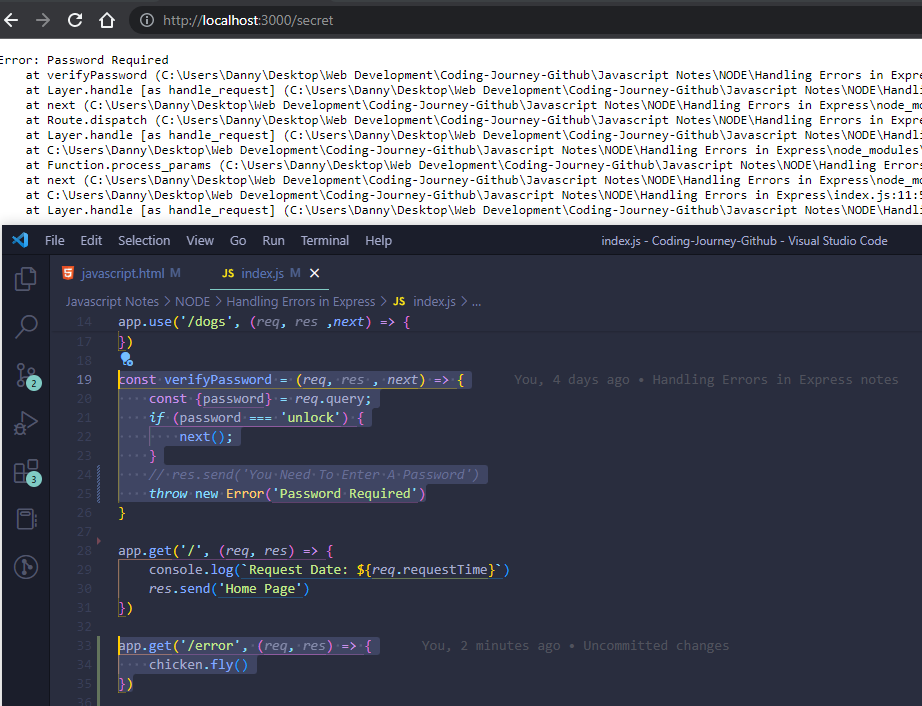 http://localhost:3000/secret
Error: Password Required
at verifyPassword (C:\Users\Danny\Desktop\Web Development\Coding-Journey-Github\Javascript Notes\NODE\Handling Errors in Expre
at Layer.handle [as handle_request] (C:\Users\Danny\Desktop\Web Development\Coding-Journey-Github\Javascript Notes\NODE\Handli
at next (C:\Users\Danny\Desktop\Web Development\Coding-Journey-Github\Javascript Notes\NODE\Handling Errors in Express\node_mo
at Route.dispatch (C:\Users\Danny\Desktop\Web Development\Coding-Journey-Github\Javascript Notes\NODE\Handling Errors in Expre
at Layer.handle [as handle_request] (C:\Users\Danny\Desktop\Web Development\Coding-Journey-Github\Javascript Notes\NODE\Handli
at C:\Users\Danny\Desktop\Web Development\Coding-Journey-Github\Javascript Notes\NODE\Handling Errors in Express\node_modules\
at Function.process_params (C:\Users\Danny\Desktop\Web Development\Coding-Journey-Github\Javascript Notes\NODE\Handling Errors
at next (C:\Users\Danny\Desktop\Web Development\Coding-Journey-Github\Javascript Notes\NODE\Handling Errors in Express\node_mo
at C:\Users\Danny\Desktop\Web Development\Coding-Journey-Github\Javascript Notes\NODE\Handling Errors in Express\index.js:11:5
at Layer.handle [as handle_request] (C:\Users\Danny\Desktop\Web Development\Coding-Journey-Github\Javascript Notes\NODE\Handli
File Edit Selection View Go Run Terminal Help index.js - Coding-Journey-Github - Visual Studio Code
javascript.html M JS index.js M
Javascript Notes > NODE > Handling Errors in Express > JS index.js > ...
14 app.use('/dogs', (req, res ,next) => {
17 })
18
19 const verifyPassword = (req, res , next) => { You, 4 days ago • Handling Errors in Express notes
20 const {password} = req.query;
21 if (password === 'unlock') {
22 next();
23 }
24 // res.send('You Need To Enter A Password')
25 throw new Error('Password Required')
26 }
27
28 app.get('/', (req, res) => {
29 console.log(`Request Date: ${req.requestTime}`)
30 res.send('Home Page')
31 })
32
33 app.get('/error', (req, res) => { You, 2 minutes ago • Uncommitted changes
34 chicken.fly()
35 })
36
2
3